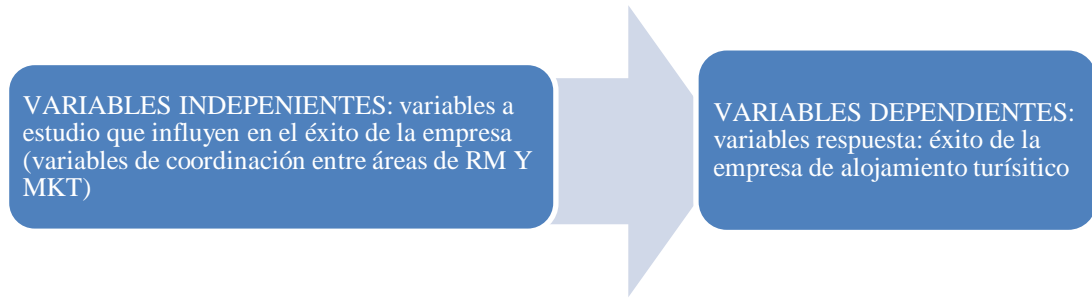 VARIABLES INDEPENIENTES: variables a
estudio que influyen en el éxito de la empresa
(variables de coordinación entre áreas de RM Y
MKT)
VARIABLES DEPENDIENTES:
variables respuesta: éxito de la
empresa de alojamiento turísitico